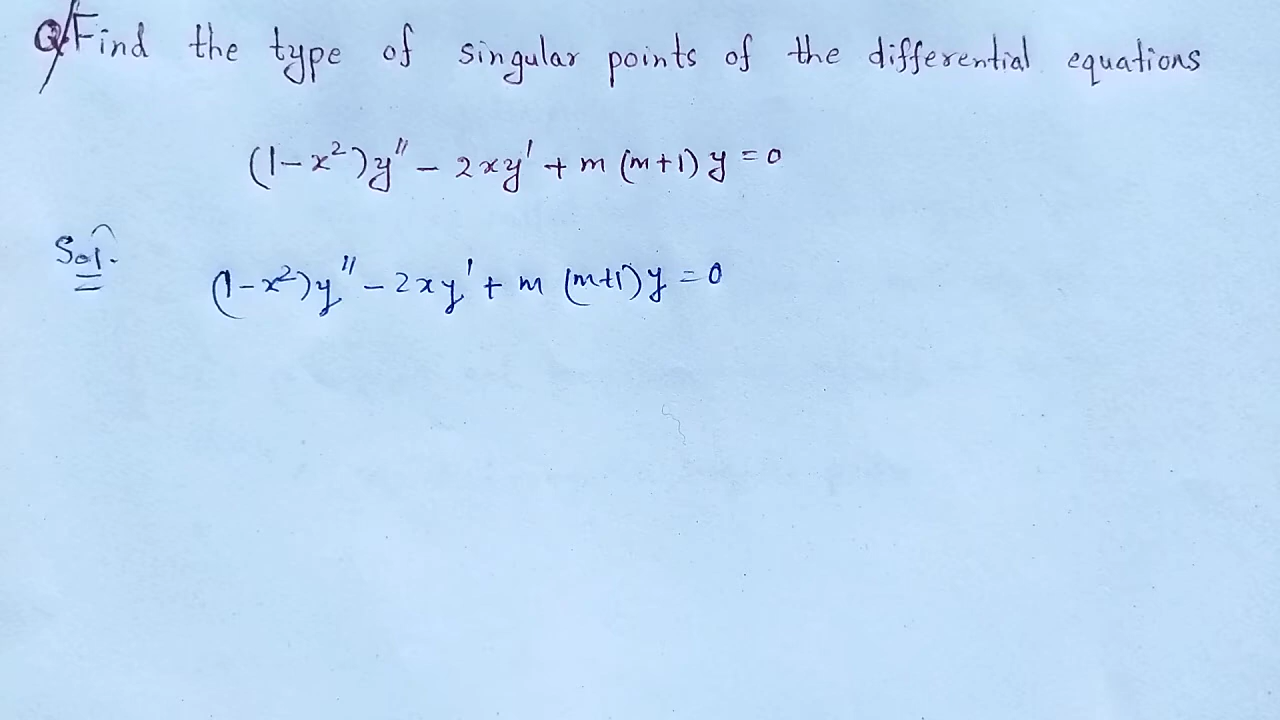 Q/ Find the type of singular points of the differential equations
(1-x²)y'' - 2xy' + m(m+1)y = 0
Sol. (1-x²)y'' - 2xy' + m(m+1)y = 0